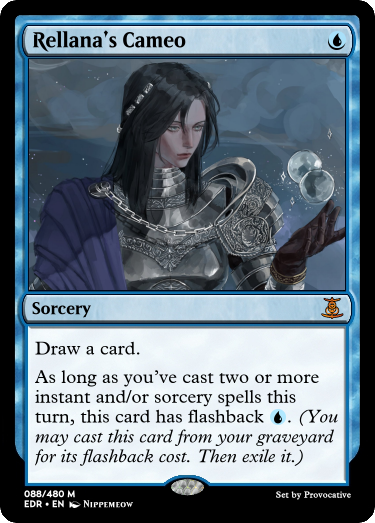 Rellana's Cameo
Sorcery
Draw a card.
As long as you've cast two or more
instant and/or sorcery spells this
turn, this card has flashback . (You
may cast this card from your graveyard
for its flashback cost. Then exile it.)
088/480 M
EDR • EN Nippemeow
Set by Provocative